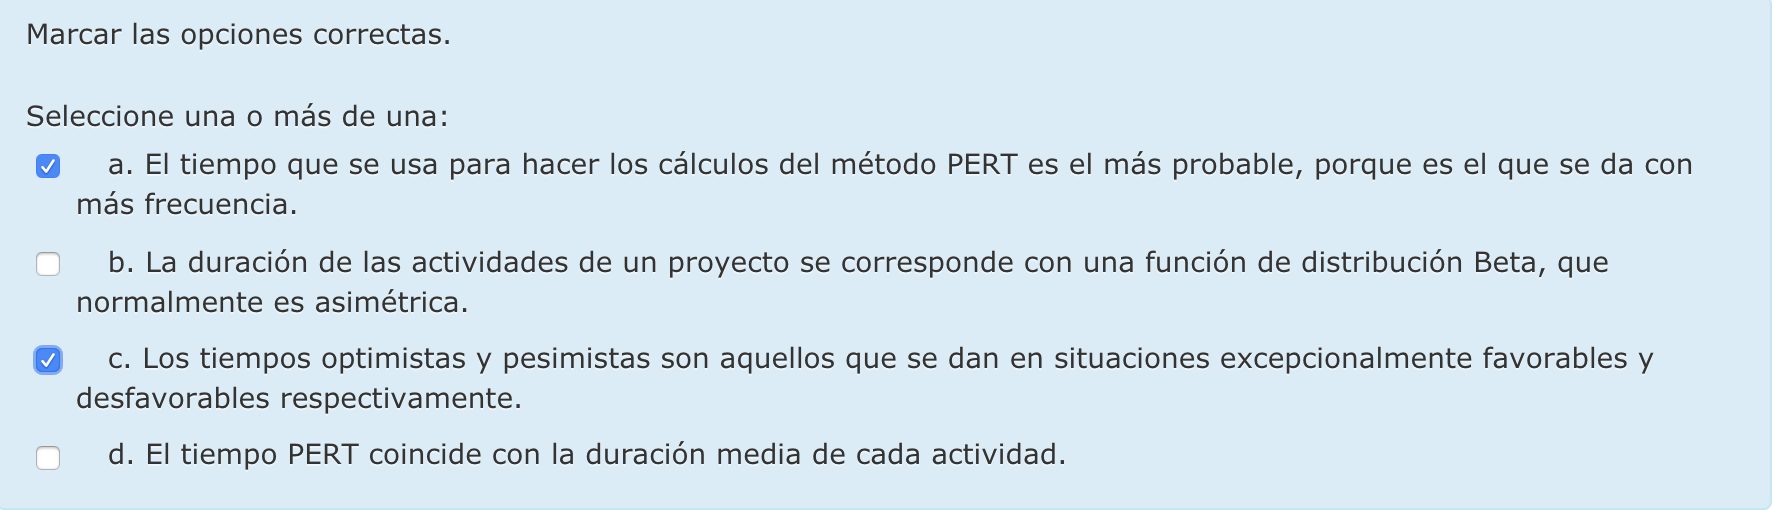 Marcar las opciones correctas.
Seleccione una o más de una:
a. El tiempo que se usa para hacer los cálculos del método PERT es el más probable, porque es el que se da con
más frecuencia.
b. La duración de las actividades de un proyecto se corresponde con una función de distribución Beta, que
normalmente es asimétrica.
c. Los tiempos optimistas y pesimistas son aquellos que se dan en situaciones excepcionalmente favorables y
desfavorables respectivamente.
d. El tiempo PERT coincide con la duración media de cada actividad.